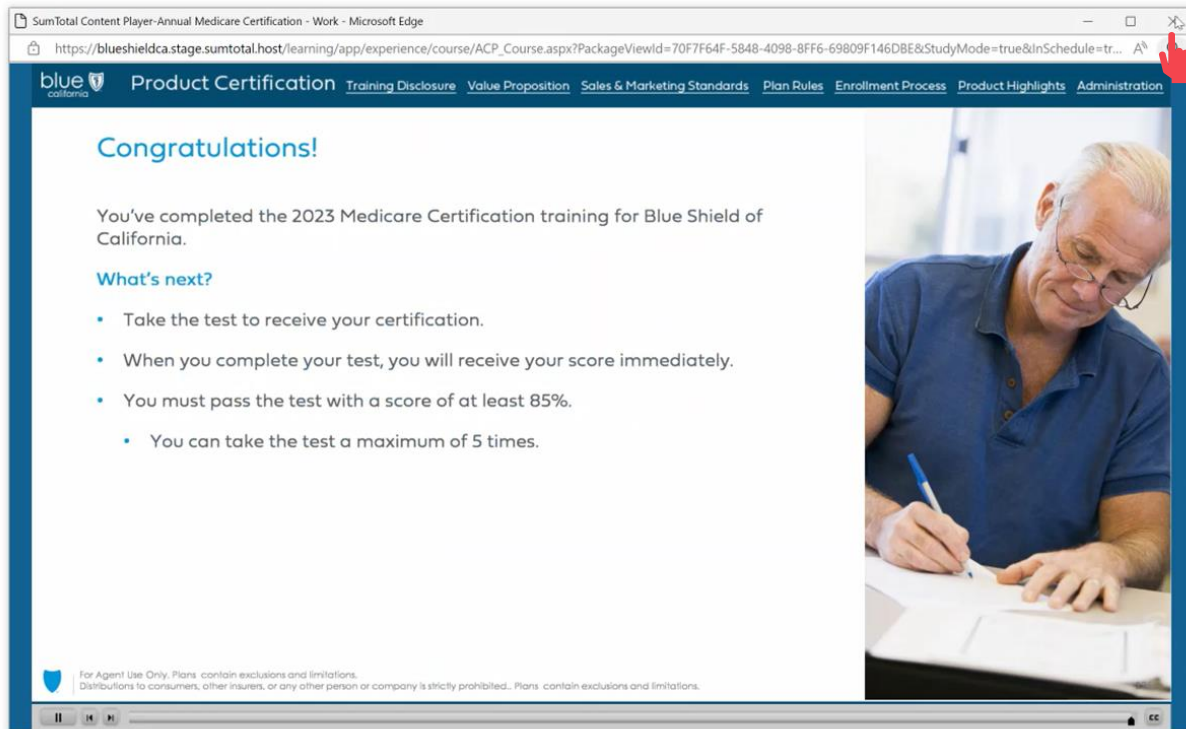 SumTotal Content Player-Annual Medicare Certification - Work - Microsoft Edge
https://blueshieldca.stage.sumtotal.host/learning/app/experience/course/ACP_Course.aspx?PackageViewId=70F7F64F-5848-4098-8FF6-69809F146DBE&StudyMode=true&InSchedule=tr...
blue
california
Product Certification Training Disclosure Value Proposition Sales & Marketing Standards Plan Rules Enrollment Process Product Highlights Administration
Congratulations!
You've completed the 2023 Medicare Certification training for Blue Shield of
California.
What's next?
• Take the test to receive your certification.
• When you complete your test, you will receive your score immediately.
• You must pass the test with a score of at least 85%.
• You can take the test a maximum of 5 times.
For Agent Use Only. Plans contain exclusions and limitations.
Distributions to consumers, other insurers, or any other person or company is strictly prohibited.. Plans contain exclusions and limitations.
CC